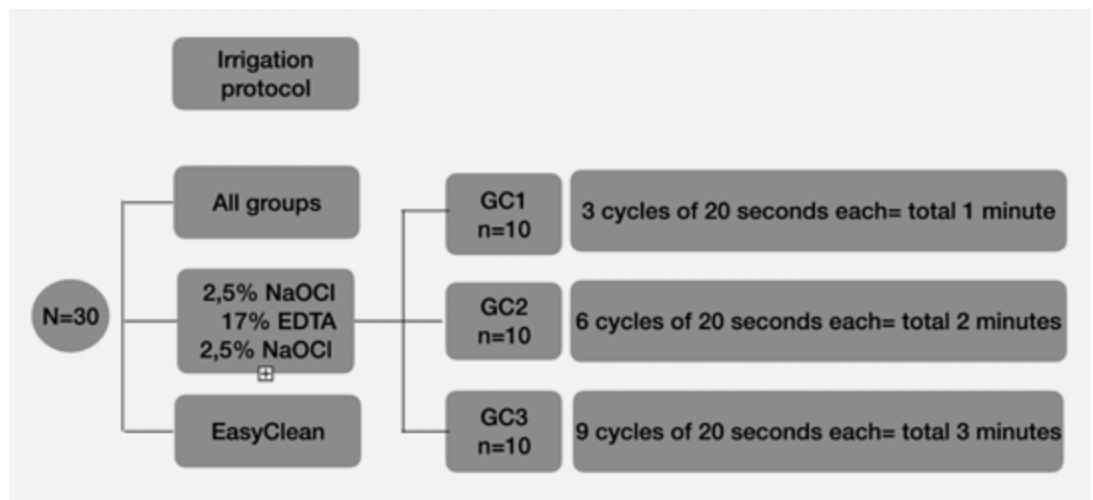 Irrigation
protocol
All groups
N=30
2,5% NaOCl
17% EDTA
2,5% NaOCl
EasyClean
GC1
n=10
3 cycles of 20 seconds each= total 1 minute
GC2
n=10
6 cycles of 20 seconds each= total 2 minutes
GC3
n=10
9 cycles of 20 seconds each= total 3 minutes